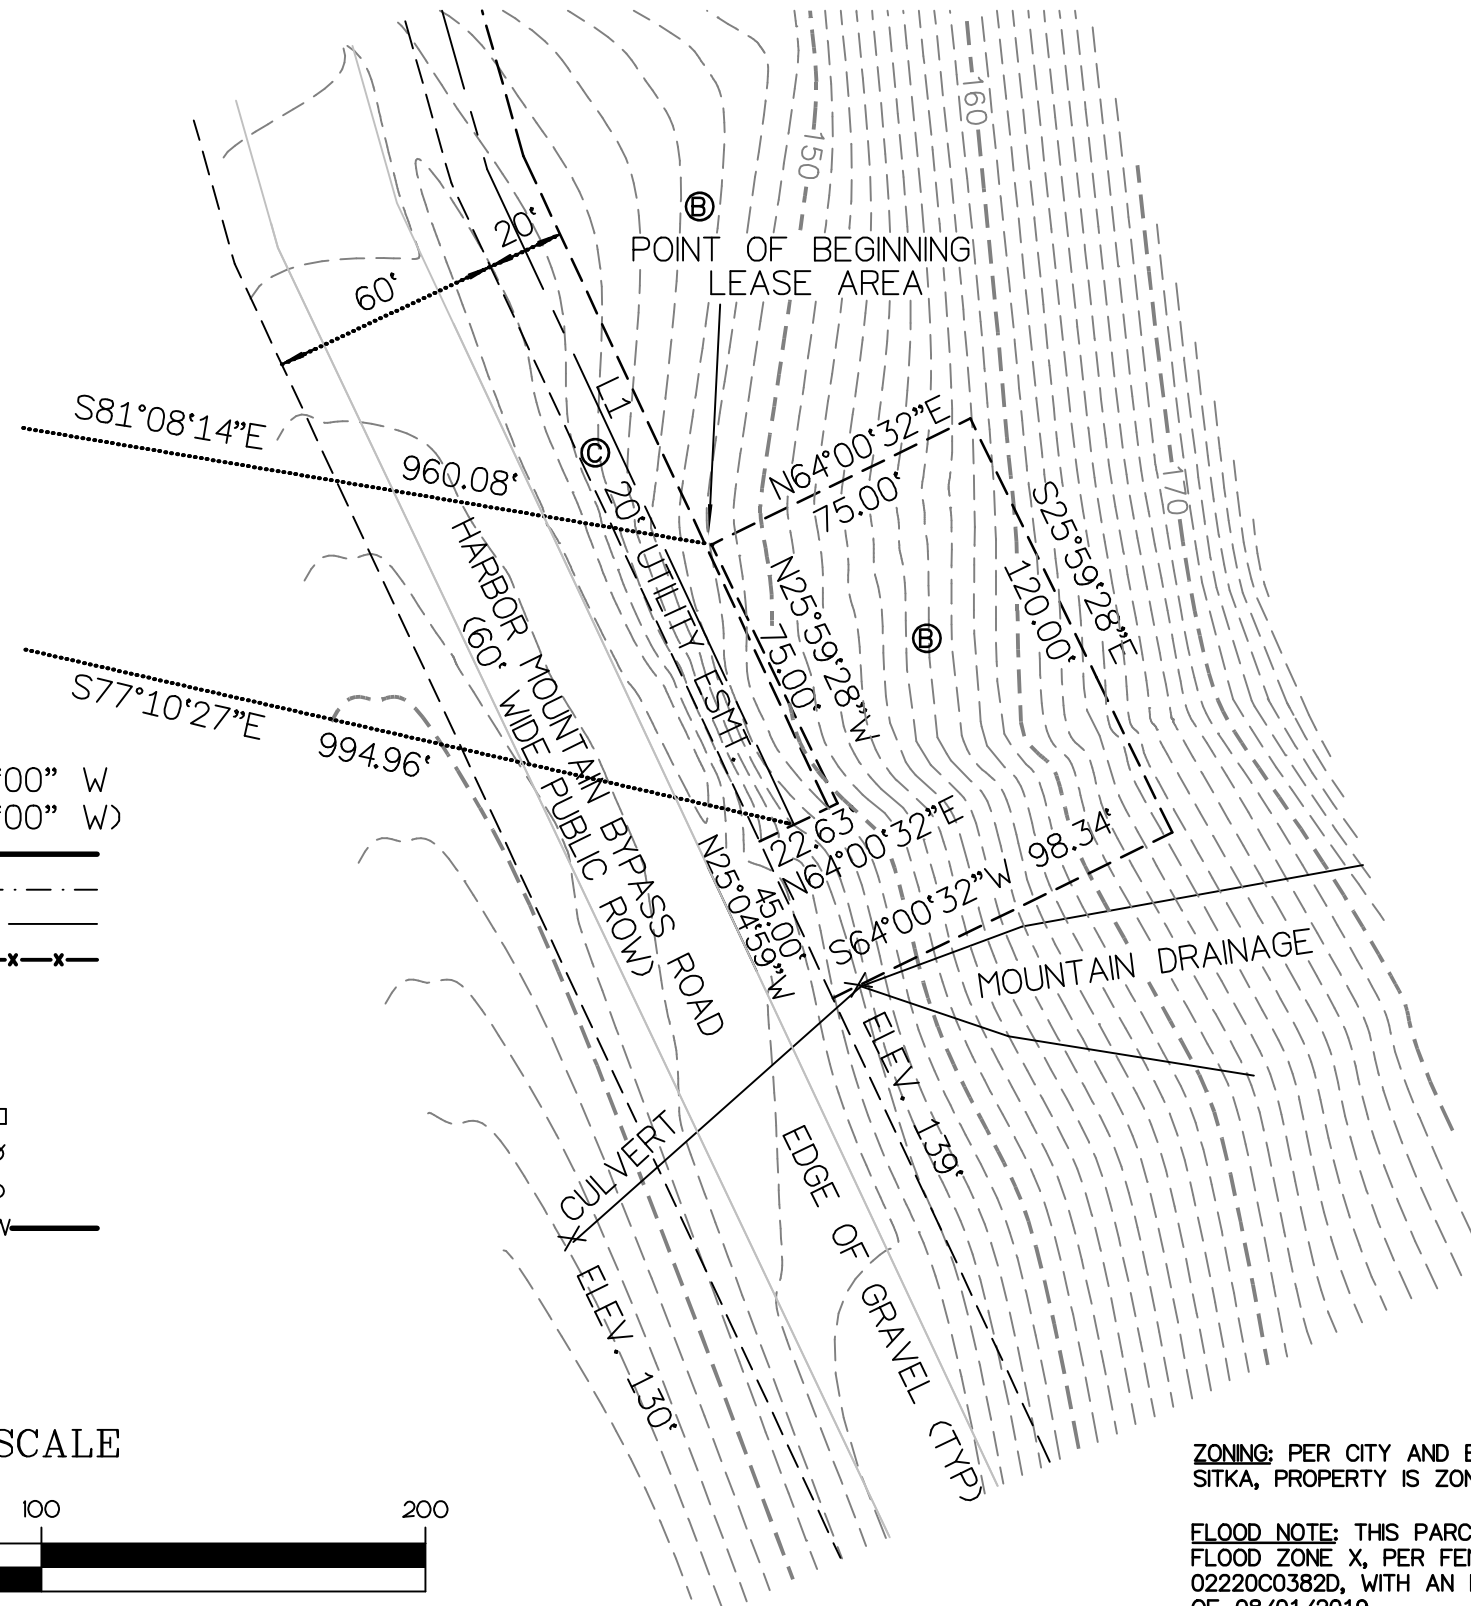 160
150
B
POINT OF BEGINNING
LEASE AREA
20'
60'
L1
S81°08'14"E
960.08'
C
20' UTILITY ESMT.
N64°00'32"E
75.00'
170
S25°59'28"E
120.00'
HARBOR MOUNTAIN BYPASS ROAD
(60' WIDE PUBLIC ROW)
N25°59'28"W
75.00'
B
S77°10'27"E
994.96'
00" W
00" W)
22.63
N64°00'32"E
N25°04'59"W
45.00'
S64°00'32"W 98.34'
MOUNTAIN DRAINAGE
ELEV. 139'
CULVERT
ELEV. 130'
EDGE OF GRAVEL (TYP)
SCALE
100
200
ZONING: PER CITY AND
SITKA, PROPERTY IS
FLOOD NOTE: THIS
FLOOD ZONE X, PER
02220C0382D, WITH AN
OF 08/01/2019